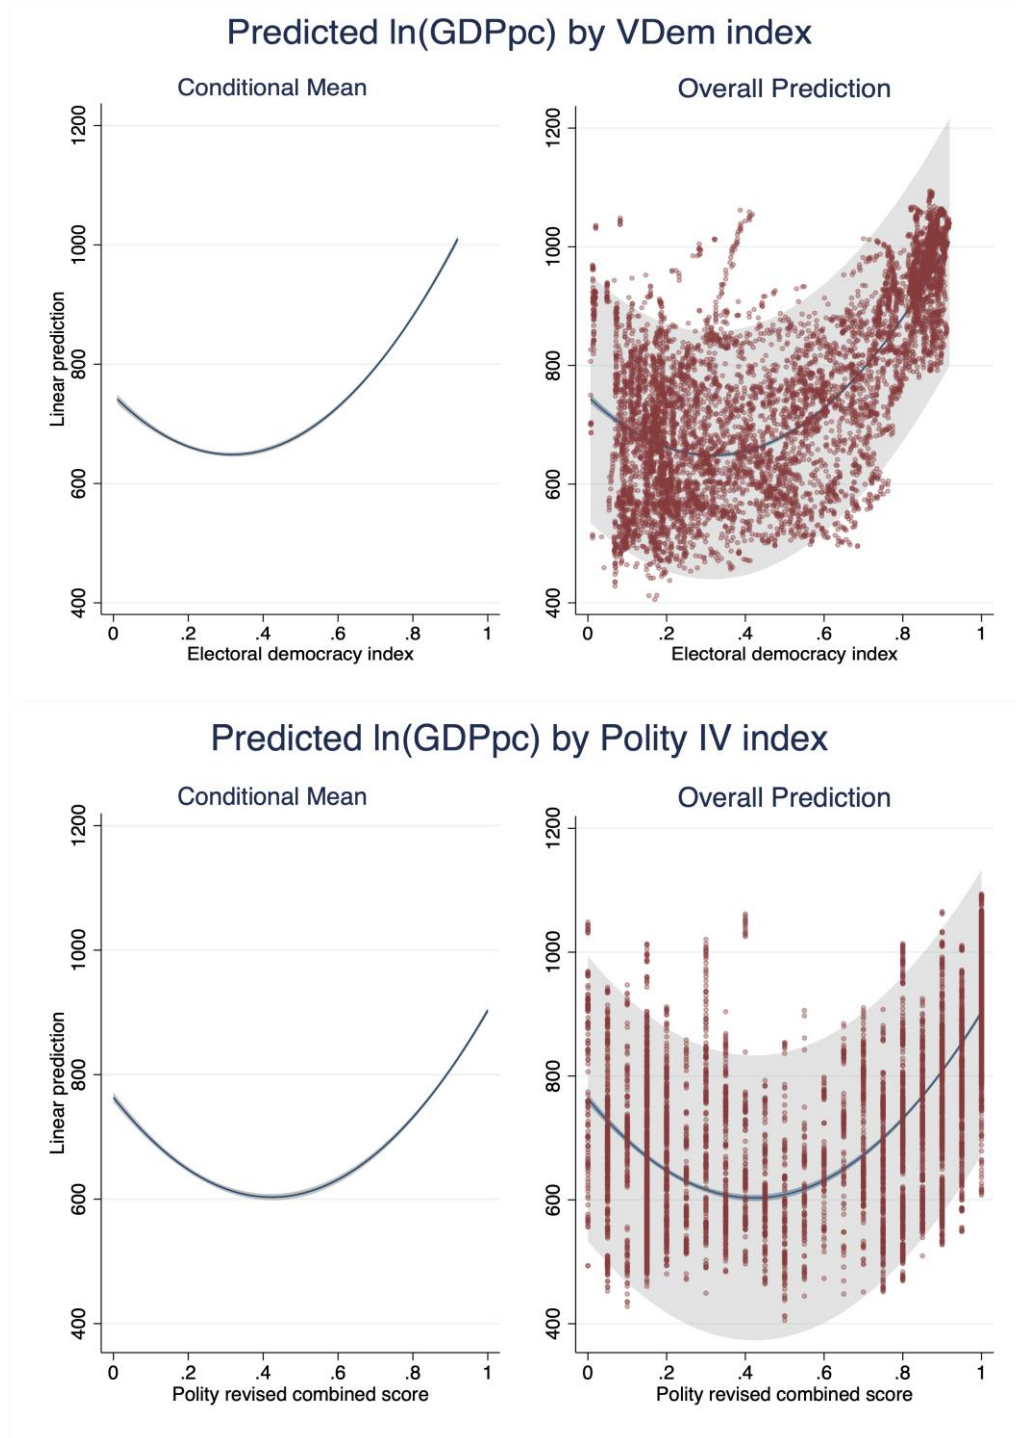 Predicted ln(GDPpc) by VDem index
Conditional Mean
Linear prediction
1200
1000
800
600
400
0 .2 .4 .6 .8 1
Electoral democracy index
Overall Prediction
1200
1000
800
600
400
0 .2 .4 .6 .8 1
Electoral democracy index
Predicted ln(GDPpc) by Polity IV index
Conditional Mean
Linear prediction
1200
1000
800
600
400
0 .2 .4 .6 .8 1
Polity revised combined score
Overall Prediction
1200
1000
800
600
400
0 .2 .4 .6 .8 1
Polity revised combined score